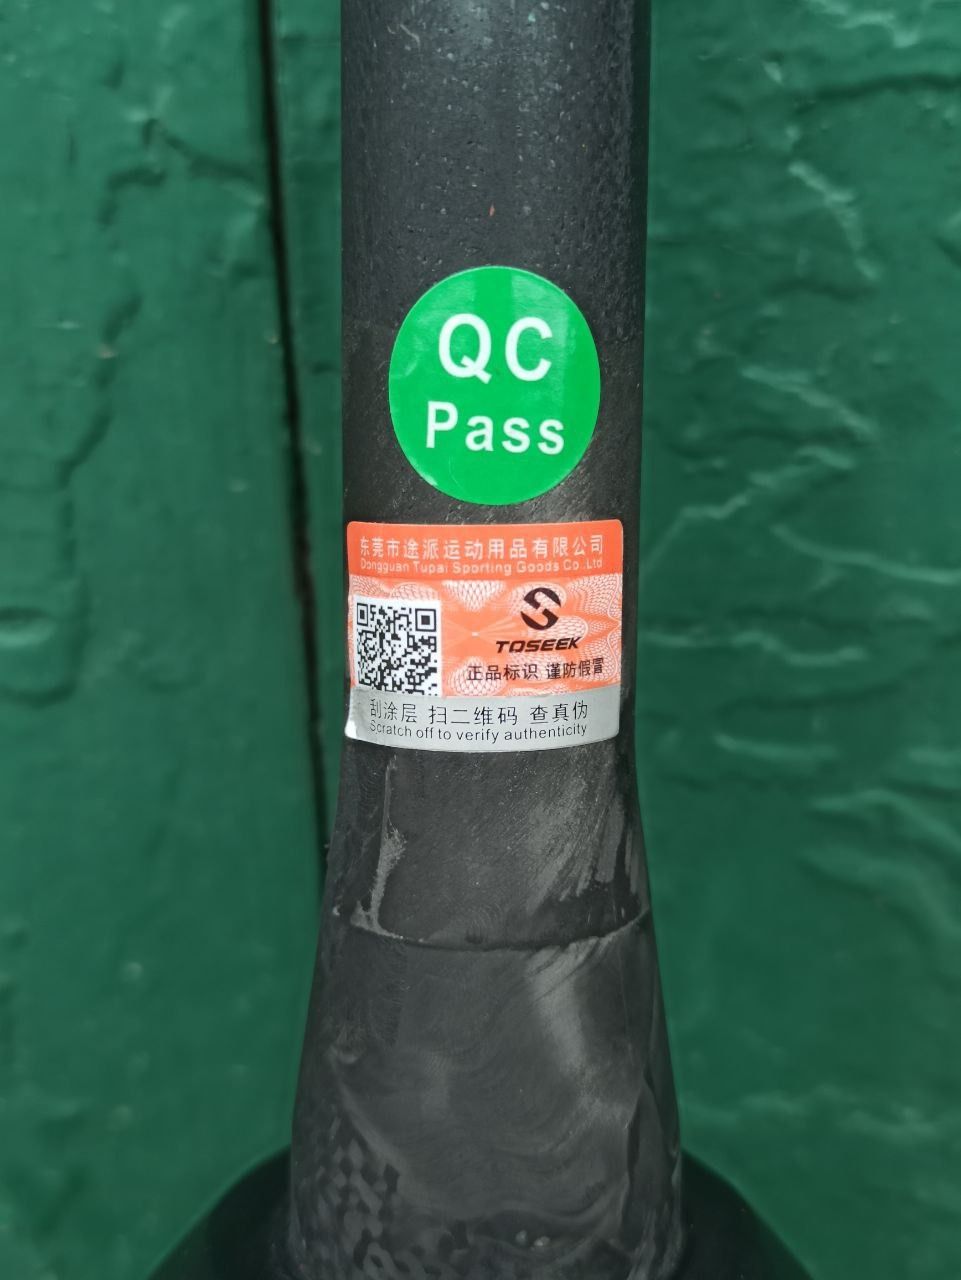 QC
Pass
东莞市途派运动用品有限公司
Dongguan Tupai Sporting Goods Co.,Ltd
TOSEEK
正品标识 谨防假冒
刮涂层 扫二维码 查真伪
Scratch off to verify authenticity